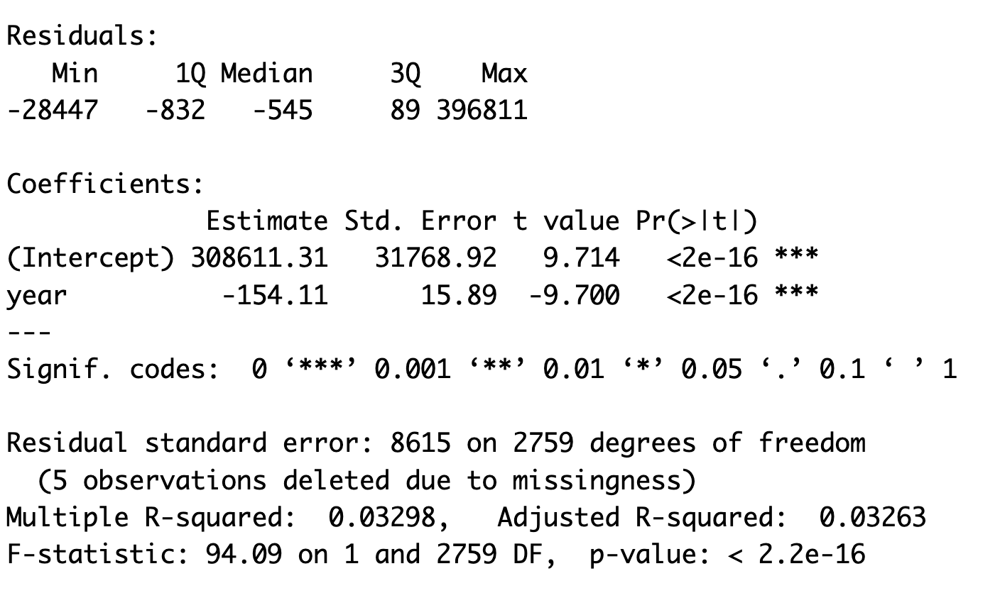 Residuals:
   Min     1Q Median     3Q    Max
-28447   -832   -545     89 396811

Coefficients:
             Estimate Std. Error t value Pr(>|t|)
(Intercept) 308611.31   31768.92   9.714   <2e-16 ***
year          -154.11      15.89  -9.700   <2e-16 ***
---
Signif. codes:  0 ‘***’ 0.001 ‘**’ 0.01 ‘*’ 0.05 ‘.’ 0.1 ‘ ’ 1

Residual standard error: 8615 on 2759 degrees of freedom
  (5 observations deleted due to missingness)
Multiple R-squared:  0.03298,   Adjusted R-squared:  0.03263
F-statistic: 94.09 on 1 and 2759 DF,  p-value: < 2.2e-16